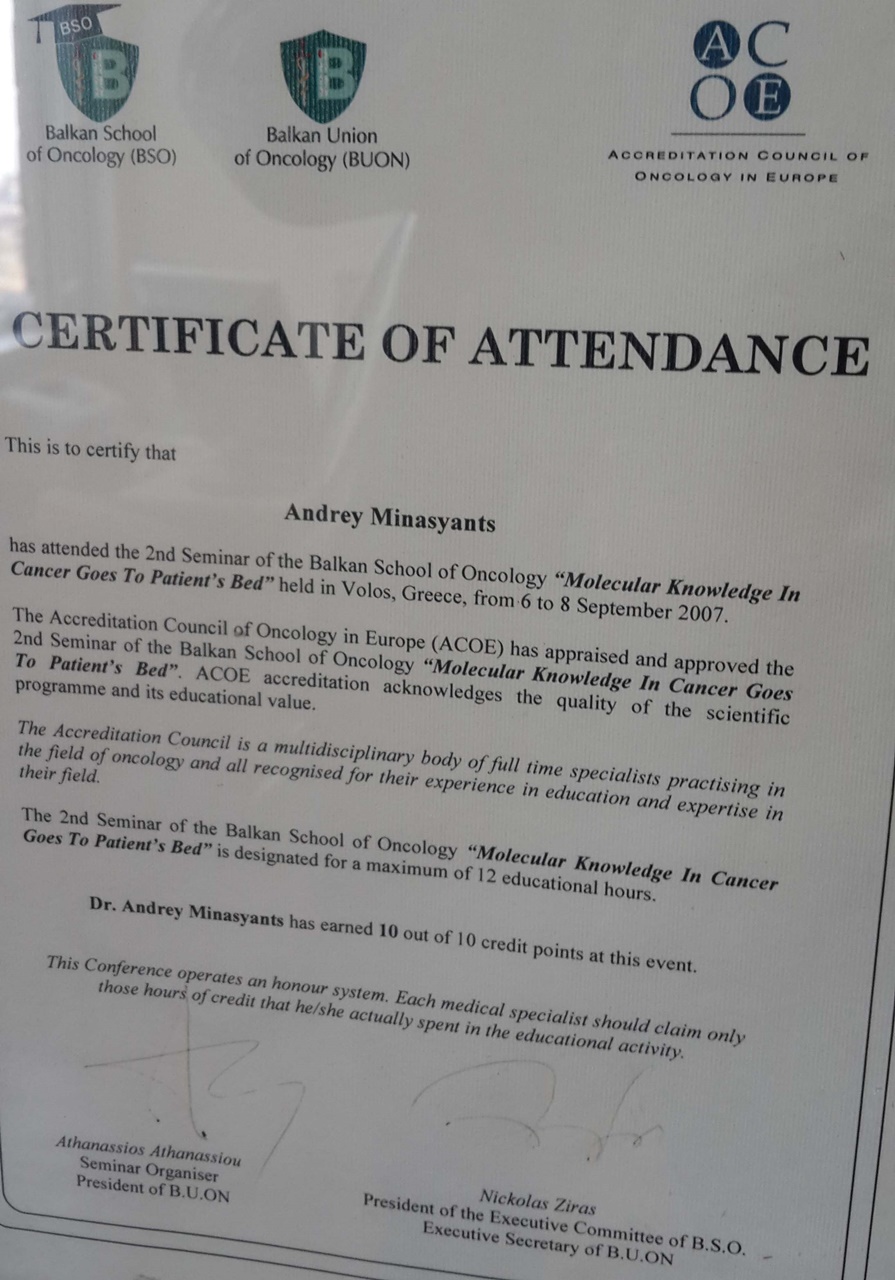 BSO
B
B
A C
O E
Balkan School
of Oncology (BSO)
Balkan Union
of Oncology (BUON)
ACCREDITATION COUNCIL OF
ONCOLOGY IN EUROPE
CERTIFICATE OF ATTENDANCE
This is to certify that
Andrey Minasyants
has attended the 2nd Seminar of the Balkan School of Oncology “Molecular Knowledge In
Cancer Goes To Patient’s Bed” held in Volos, Greece, from 6 to 8 September 2007.
The Accreditation Council of Oncology in Europe (ACOE) has appraised and approved the
2nd Seminar of the Balkan School of Oncology “Molecular Knowledge In Cancer Goes
To Patient’s Bed”. ACOE accreditation acknowledges the quality of the scientific
programme and its educational value.
The Accreditation Council is a multidisciplinary body of full time specialists practising in
the field of oncology and all recognised for their experience in education and expertise in
their field.
The 2nd Seminar of the Balkan School of Oncology “Molecular Knowledge In Cancer
Goes To Patient’s Bed” is designated for a maximum of 12 educational hours.
Dr. Andrey Minasyants has earned 10 out of 10 credit points at this event.
This Conference operates an honour system. Each medical specialist should claim only
those hours of credit that he/she actually spent in the educational activity.
Athanassios Athanassiou
Seminar Organiser
President of B.U.ON
Nickolas Ziras
President of the Executive Committee of B.S.O.
Executive Secretary of B.U.ON